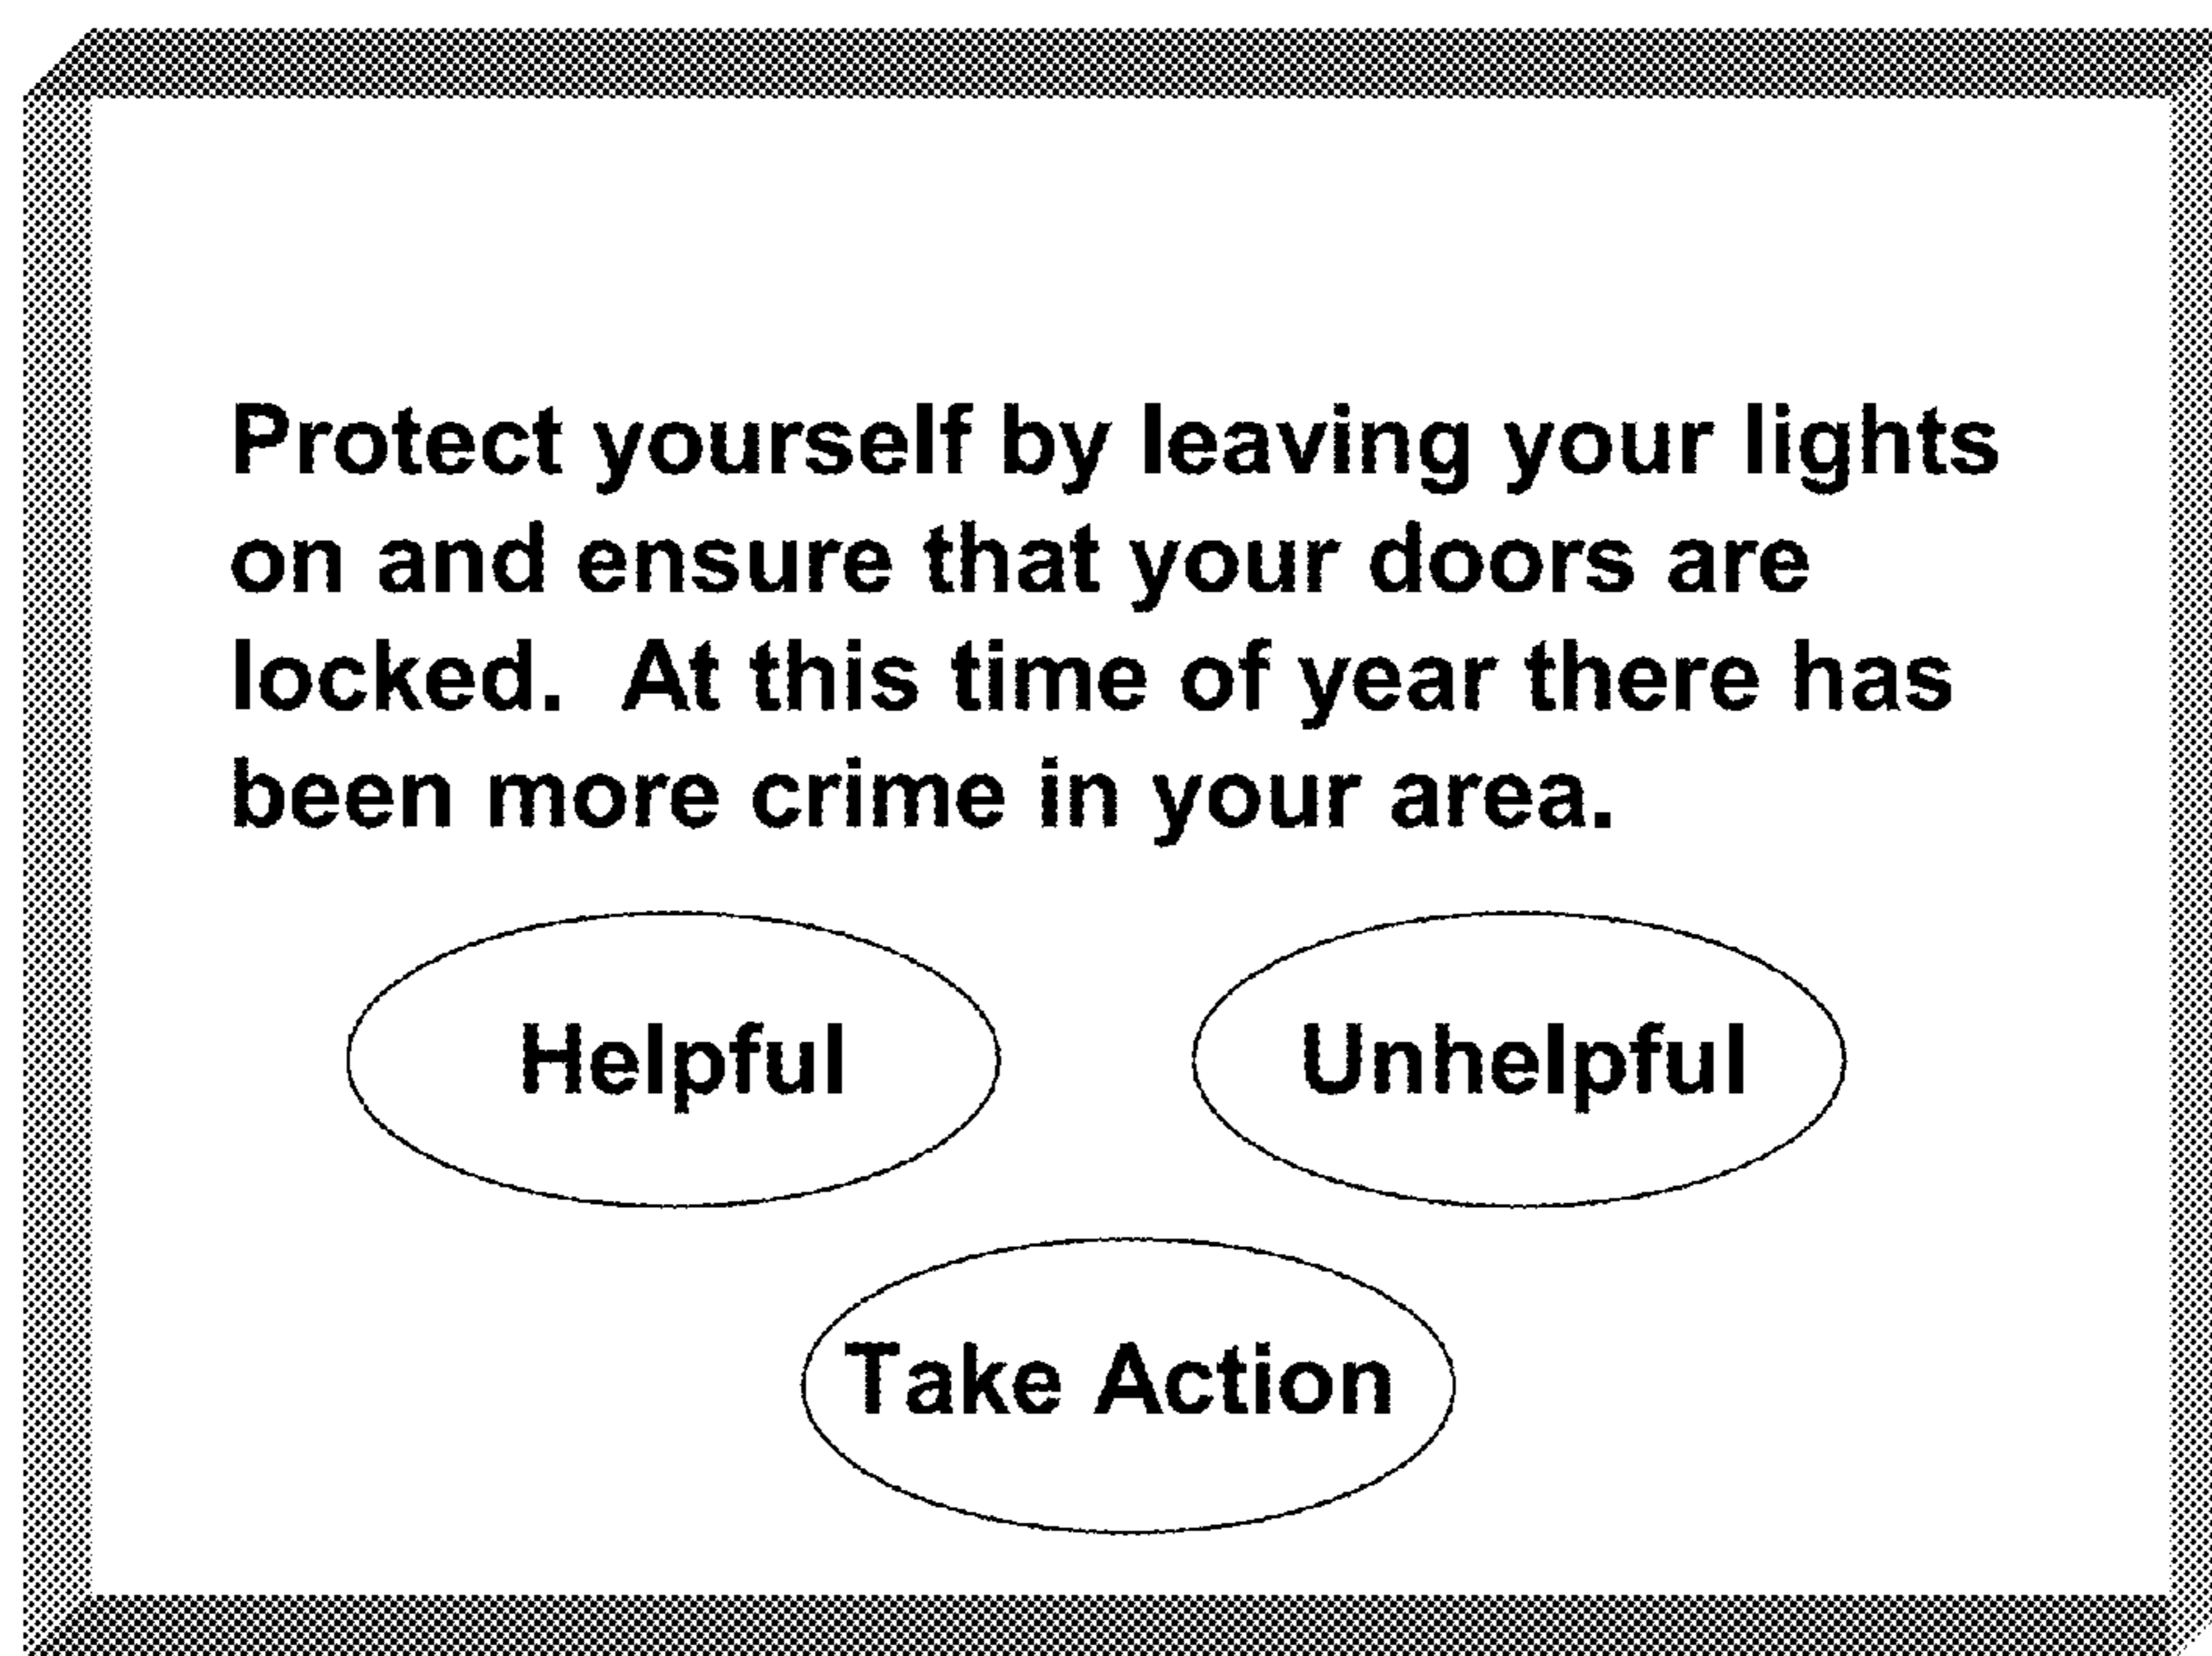 Protect yourself by leaving your lights
on and ensure that your doors are
locked.  At this time of year there has
been more crime in your area.
Helpful
Unhelpful
Take Action